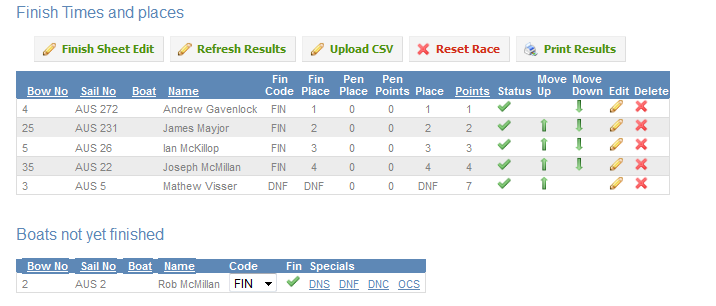 Finish Times and places
Finish Sheet Edit Refresh Results Upload CSV Reset Race Print Results
Bow No Sail No Boat Name Fin Code Fin Place Pen Place Pen Points Place Points Status Move Up Move Down Edit Delete
4 AUS 272 Andrew Gavenlock FIN 1 0 0 1 1
25 AUS 231 James Mayjor FIN 2 0 0 2 2
5 AUS 26 Ian McKillop FIN 3 0 0 3 3
35 AUS 22 Joseph McMillan FIN 4 0 0 4 4
3 AUS 5 Mathew Visser DNF DNF 0 0 DNF 7
Boats not yet finished
Bow No Sail No Boat Name Code Fin Specials
2 AUS 2 Rob McMillan FIN DNS DNF DNC OCS